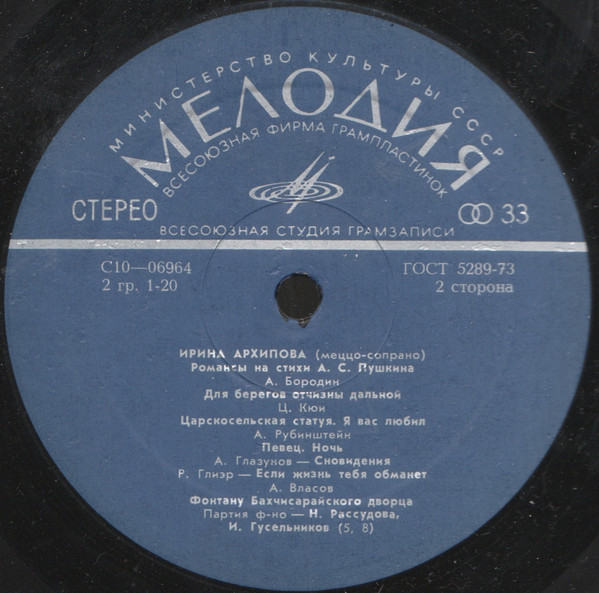 МИНИСТЕРСТВО КУЛЬТУРЫ СССР
МЕЛОДИЯ
ВСЕСОЮЗНАЯ ФИРМА ГРАМПЛАСТИНОК
СТЕРЕО
33
ВСЕСОЮЗНАЯ СТУДИЯ ГРАМЗАПИСИ
С10—06964
ГОСТ 5289-73
2 гр. 1-20
2 сторона
ИРИНА АРХИПОВА (меццо-сопрано)
Романсы на стихи А. С. Пушкина
А. Бородин
Для берегов отчизны дальной
Ц. Кюи
Царскосельская статуя. Я вас любил
А. Рубинштейн
Певец. Ночь
А. Глазунов — Сновидения
Р. Глиэр — Если жизнь тебя обманет
А. Власов
Фонтану Бахчисарайского дворца
Партия ф-но — Н. Рассудова,
И. Гусельников (5, 8)